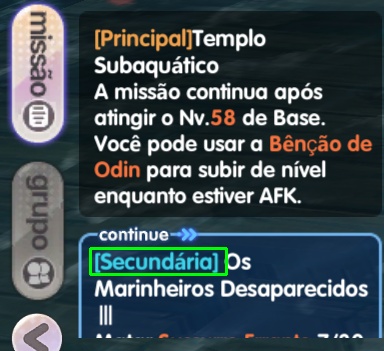 missão
grupo
[Principal]Templo
Subaquático
A missão continua após
atingir o Nv.58 de Base.
Você pode usar a Bênção de
Odin para subir de nível
enquanto estiver AFK.
continue
[Secundária] Os
Marinheiros Desaparecidos
III